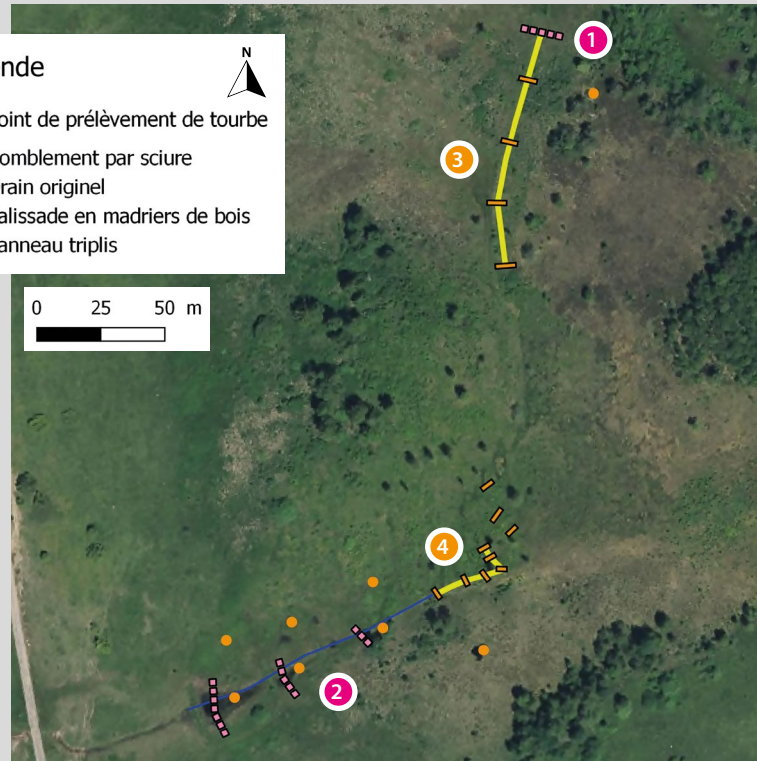 nde
N
oint de prélèvement de tourbe
omblement par sciure
rain originel
alissade en madriers de bois
anneau triplis
0 25 50 m
1
3
4
2